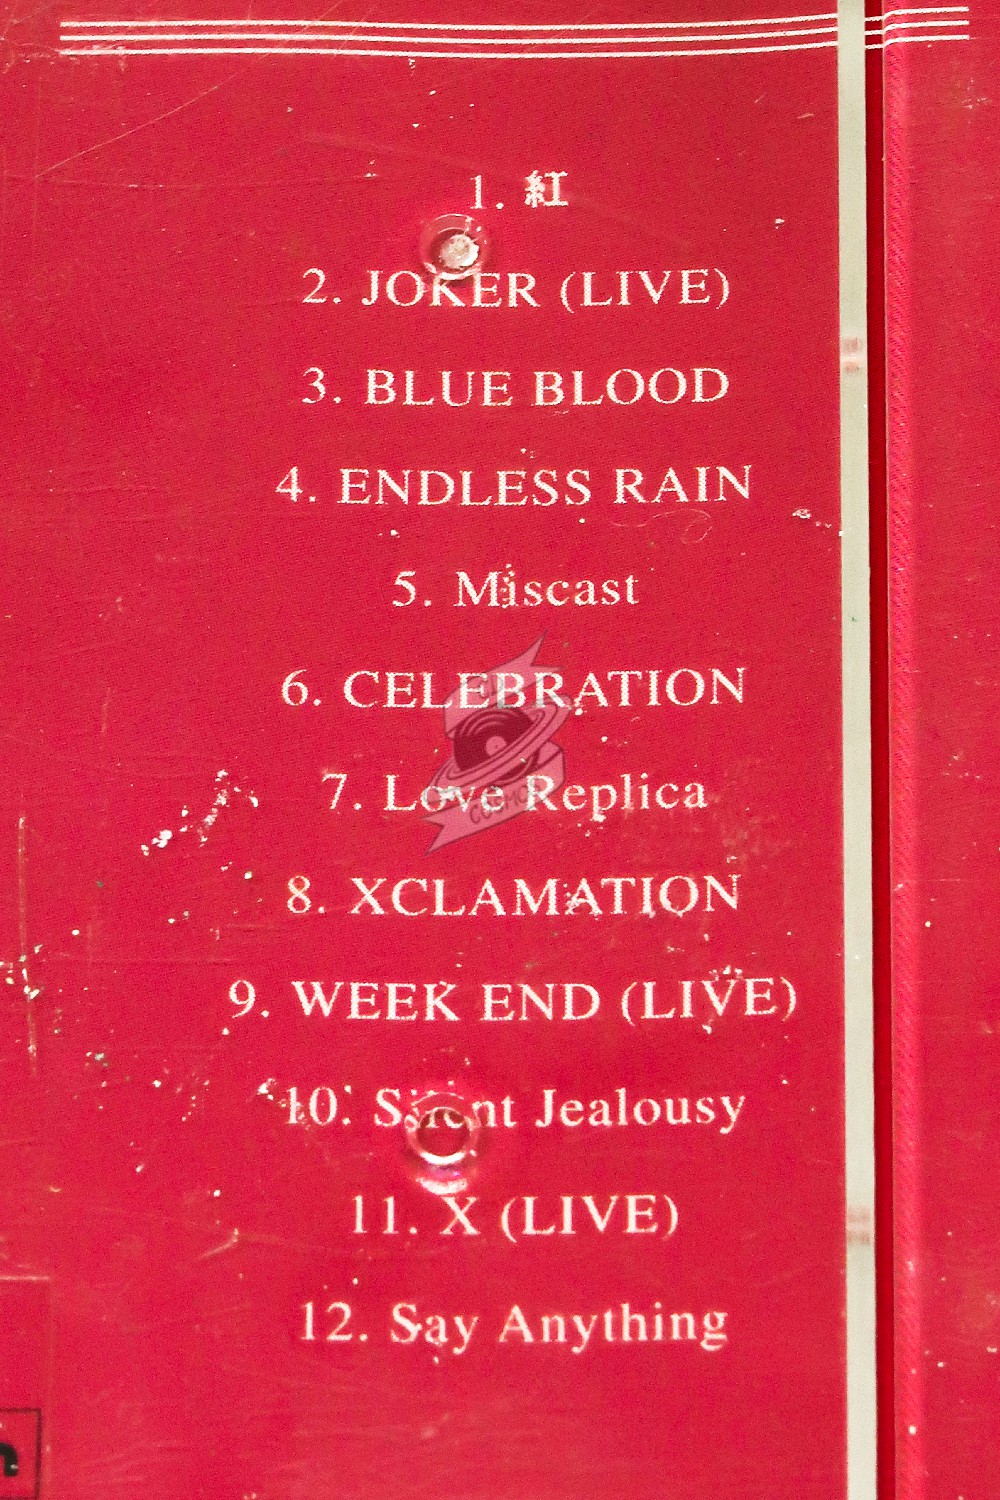 1. 紅
2. JOKER (LIVE)
3. BLUE BLOOD
4. ENDLESS RAIN
5. Miscast
6. CELEBRATION
7. Love Replica
8. XCLAMATION
9. WEEK END (LIVE)
10. Silent Jealousy
11. X (LIVE)
12. Say Anything